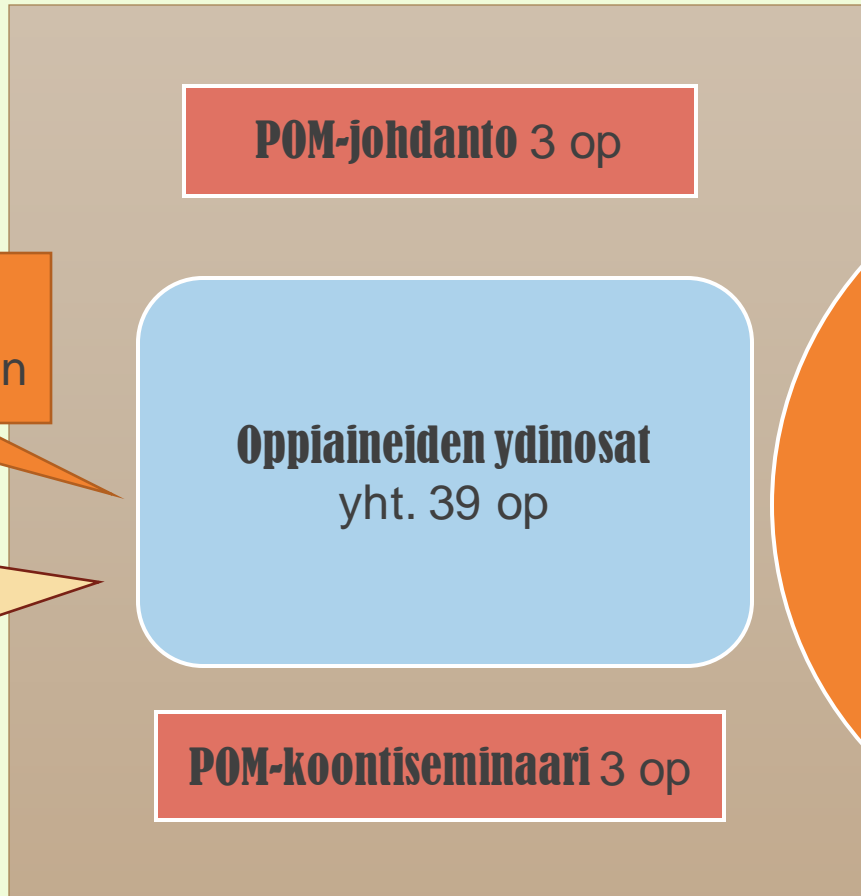 POM-johdanto 3 op
n
Oppiaineiden ydinosat
yht. 39 op
POM-koontiseminaari 3 op